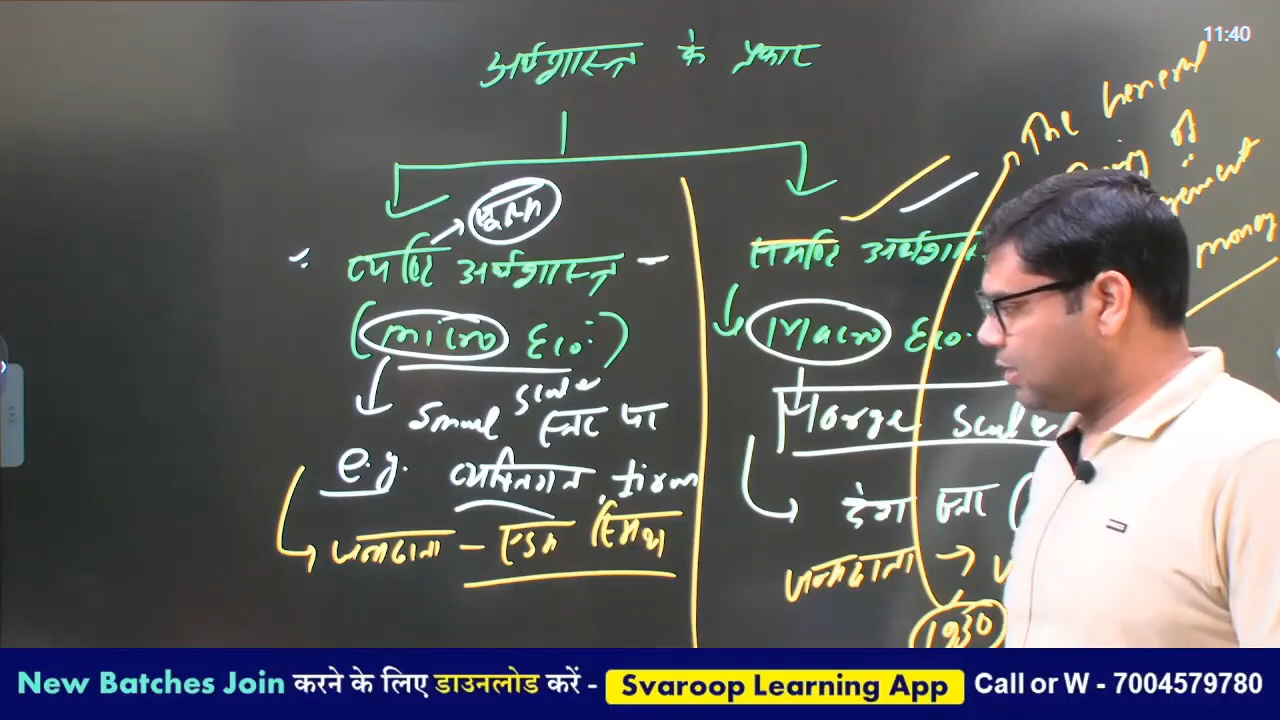 11:40
अर्थशास्त्र के प्रकार
The General
of
money
सूक्ष्म
व्यष्टि अर्थशास्त्र
समष्टि
(micro Eco:)
Macro Eco.
Small Scale स्तर पर
Large Scale
e.g. व्यक्तिगत, firm
देश स्तर (
जन्मदाता - एडम स्मिथ
जन्मदाता →
1930
New Batches Join करने के लिए डाउनलोड करें - Svaroop Learning App Call or W - 7004579780